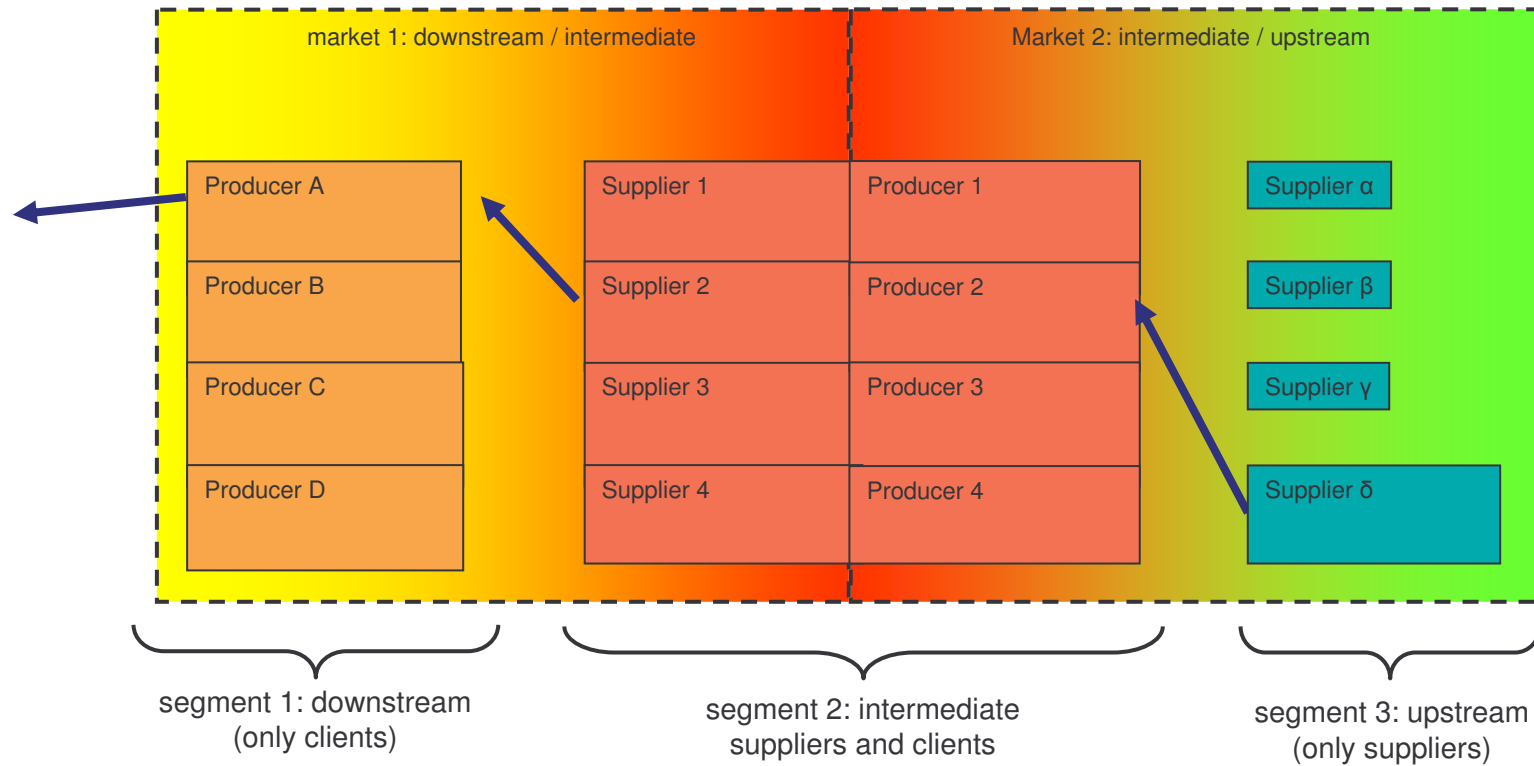 market 1: downstream / intermediate
Market 2: intermediate / upstream
Producer A
Supplier 1
Producer 1
Supplier α
Producer B
Supplier 2
Producer 2
Supplier β
Producer C
Supplier 3
Producer 3
Supplier γ
Producer D
Supplier 4
Producer 4
Supplier δ
segment 1: downstream
(only clients)
segment 2: intermediate
suppliers and clients
segment 3: upstream
(only suppliers)